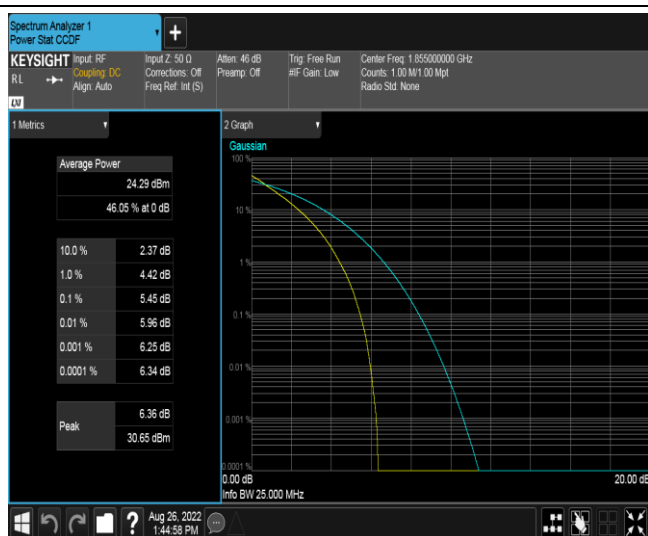 Spectrum Analyzer 1
Power Stat CCDF
+
KEYSIGHT
RL
LXI
Input: RF
Coupling: DC
Align: Auto
Input Z: 50 Ω
Corrections: Off
Freq Ref: Int (S)
Atten: 46 dB
Preamp: Off
Trig: Free Run
#IF Gain: Low
Center Freq: 1.855000000 GHz
Counts: 1.00 M/1.00 Mpt
Radio Std: None
1 Metrics
Average Power
24.29 dBm
46.05 % at 0 dB
10.0 % 2.37 dB
1.0 % 4.42 dB
0.1 % 5.45 dB
0.01 % 5.96 dB
0.001 % 6.25 dB
0.0001 % 6.34 dB
Peak
6.36 dB
30.65 dBm
2 Graph
Gaussian
100 %
10 %
1 %
0.1 %
0.01 %
0.001 %
0.0001 %
0.00 dB
20.00 dB
Info BW 25.000 MHz
?
Aug 26, 2022
1:44:58 PM